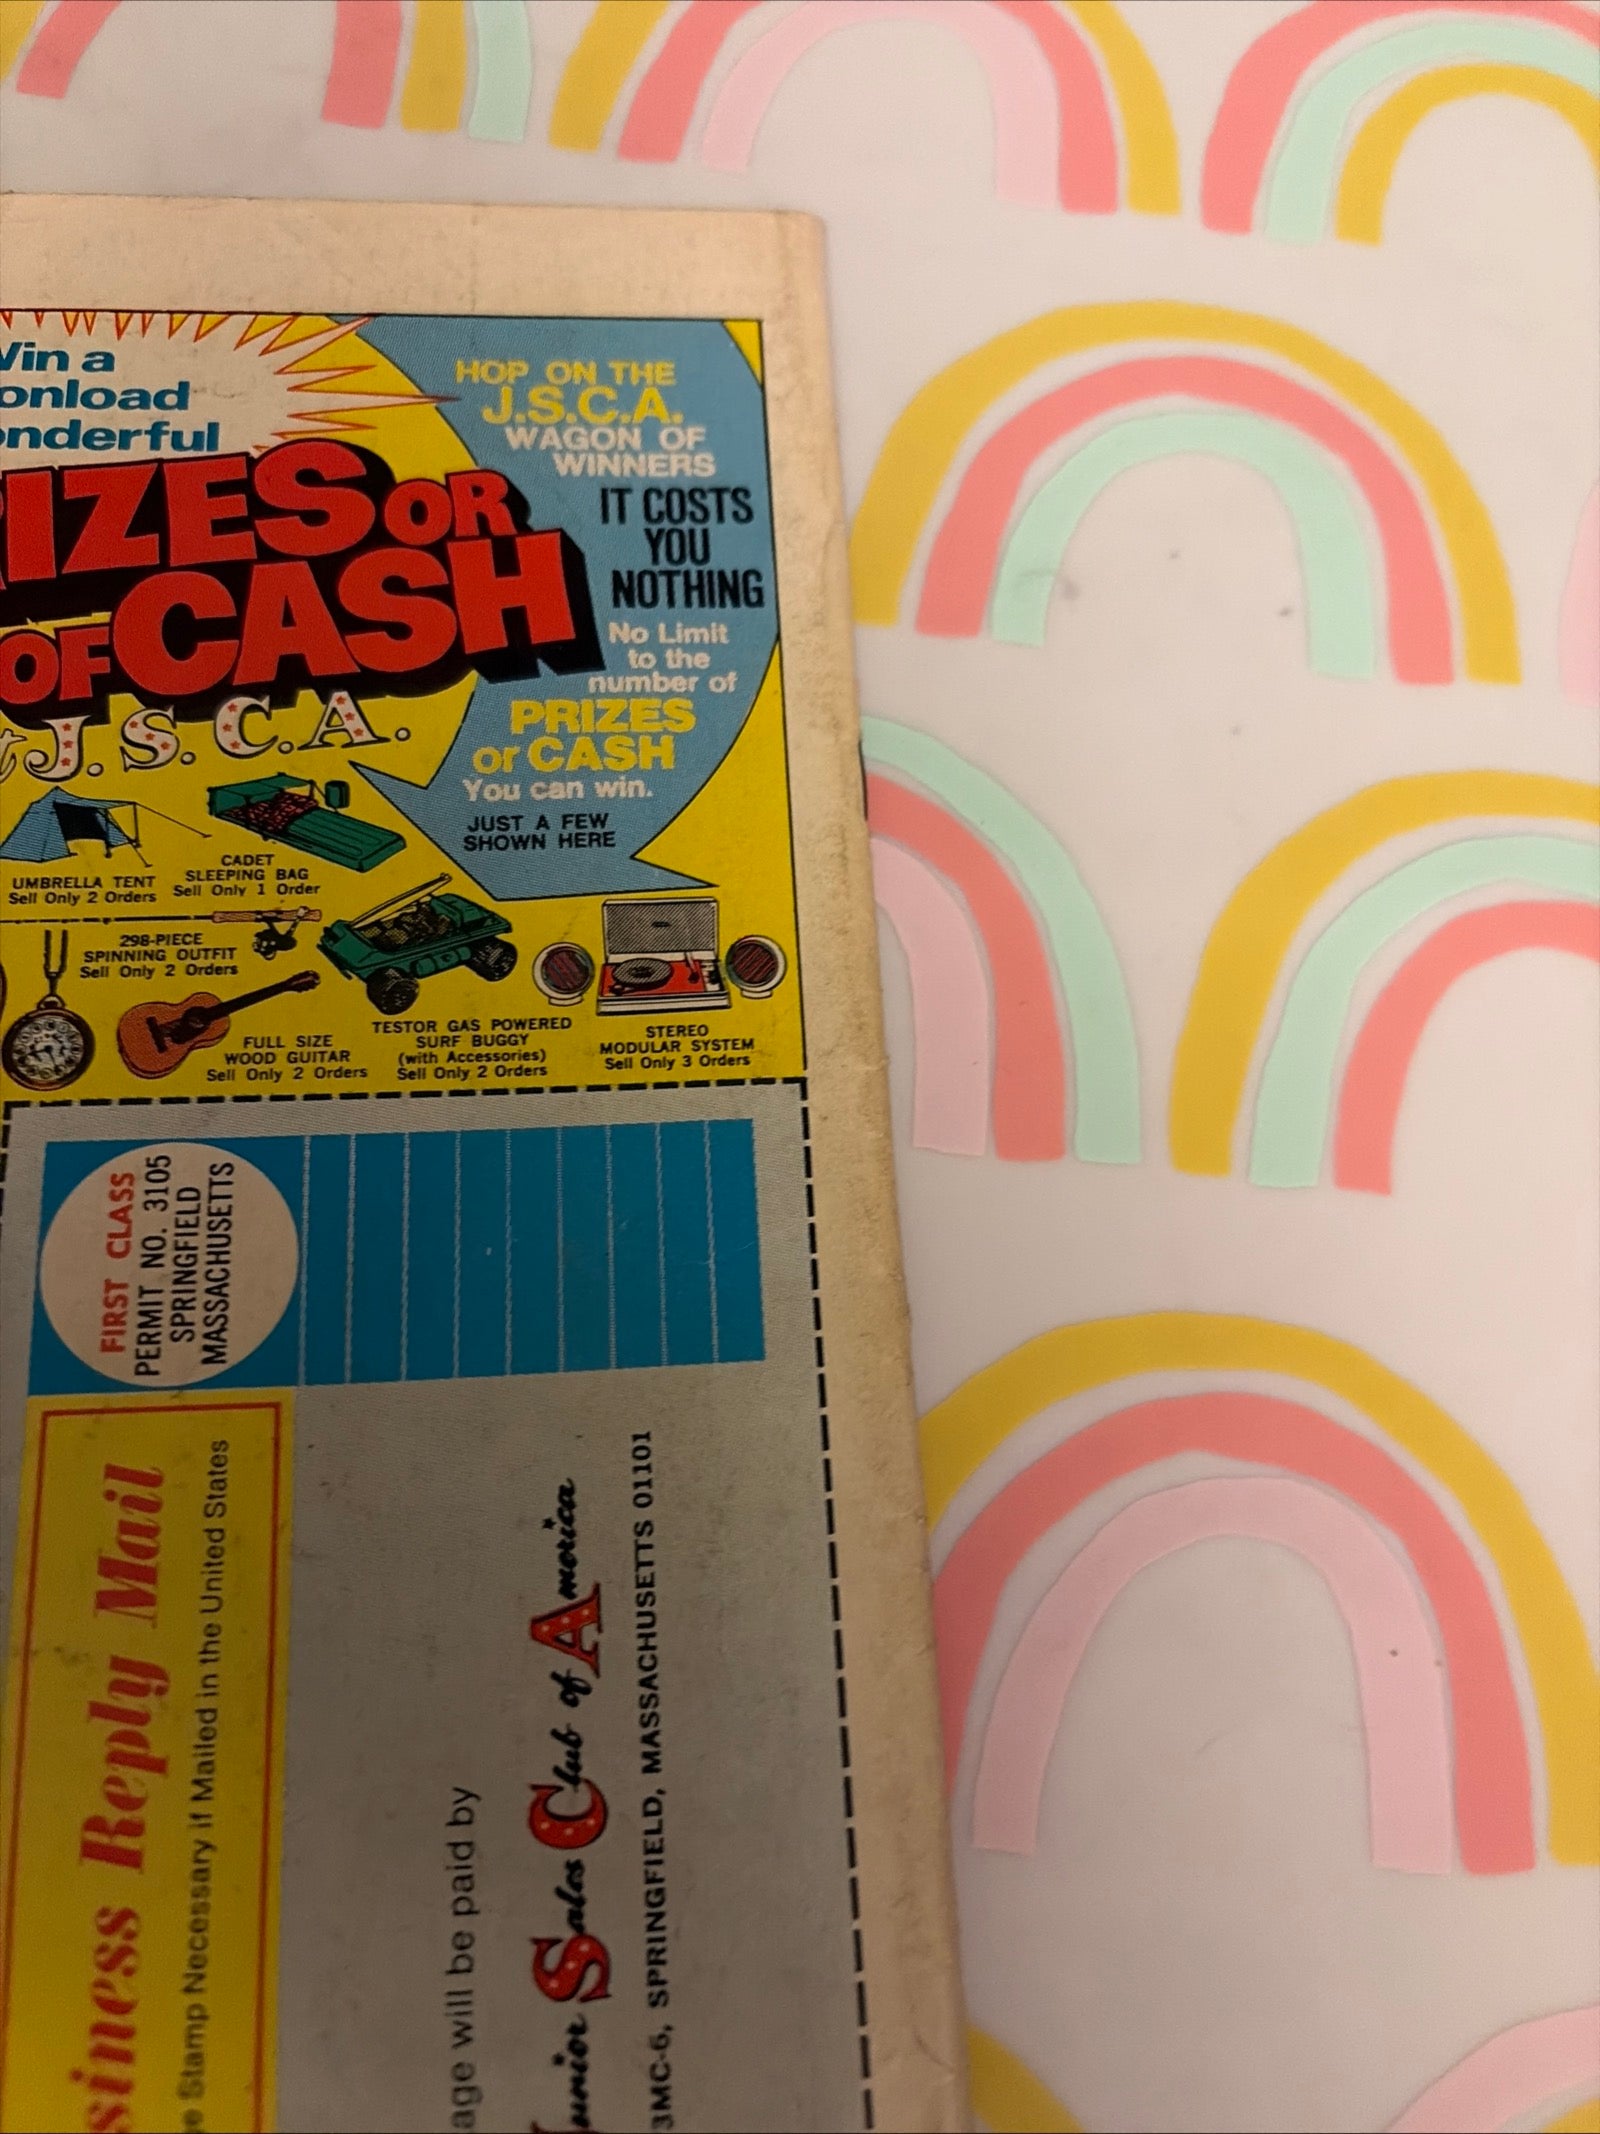 Win a
onload
onderful
IZES OR
OF CASH
J.S.C.A.
HOP ON THE
J.S.C.A.
WAGON OF
WINNERS
IT COSTS
YOU
NOTHING
No Limit
to the
number of
PRIZES
or CASH
You can win.
JUST A FEW
SHOWN HERE
UMBRELLA TENT
Sell Only 2 Orders
CADET
SLEEPING BAG
Sell Only 1 Order
298-PIECE
SPINNING OUTFIT
Sell Only 2 Orders
FULL SIZE
WOOD GUITAR
Sell Only 2 Orders
TESTOR GAS POWERED
SURF BUGGY
(with Accessories)
Sell Only 2 Orders
STEREO
MODULAR SYSTEM
Sell Only 3 Orders
FIRST CLASS
PERMIT NO. 3105
SPRINGFIELD
MASSACHUSETTS
siness Reply Mail
e Stamp Necessary if Mailed in the United States
age will be paid by
Junior Sales Club of America
3MC-6, SPRINGFIELD, MASSACHUSETTS 01101